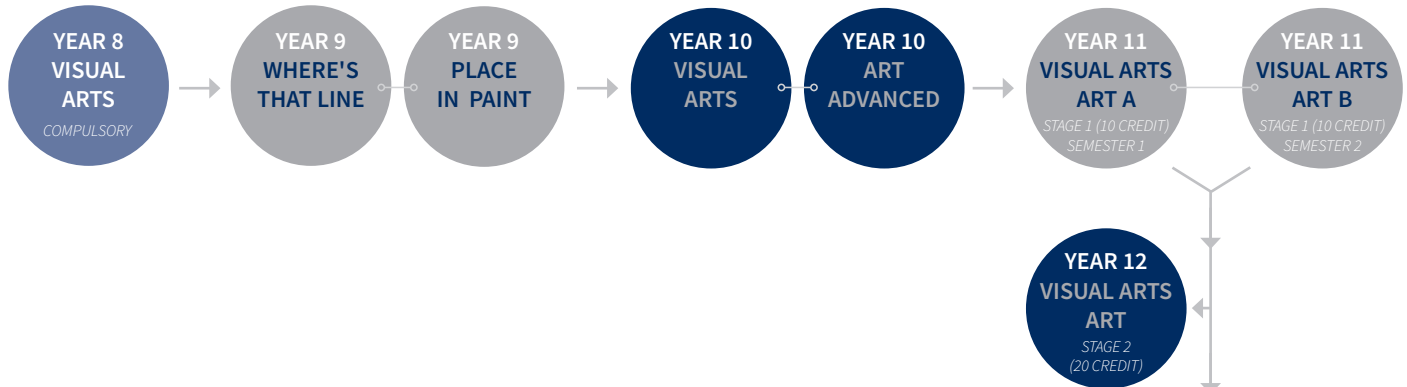 YEAR 8
VISUAL
ARTS
COMPULSORY
YEAR 9
WHERE'S
THAT LINE
YEAR 9
PLACE
IN PAINT
YEAR 10
VISUAL
ARTS
YEAR 10
ART
ADVANCED
YEAR 11
VISUAL ARTS
ART A
STAGE 1 (10 CREDIT)
SEMESTER 1
YEAR 11
VISUAL ARTS
ART B
STAGE 1 (10 CREDIT)
SEMESTER 2
YEAR 12
VISUAL ARTS
ART
STAGE 2
(20 CREDIT)